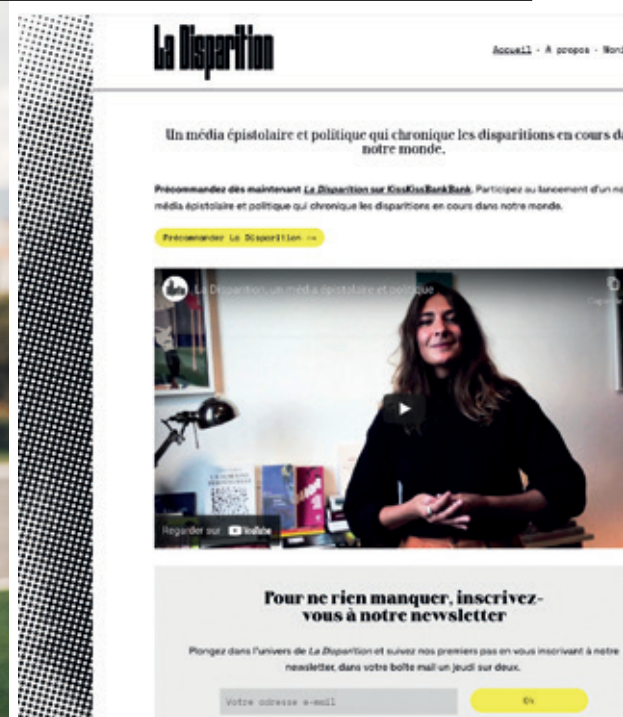 La Disparition
Accueil - A propos -
Un média épistolaire et politique qui chronique les disparitions en cours
notre monde.
Précommandez dès maintenant La Disparition sur KissKissBankBank. Participez au lancement d'un
média épistolaire et politique qui chronique les disparitions en cours dans notre monde.
Précommander La Disparition →
La Disparition, un média épistolaire et politique
Regarder sur YouTube
Pour ne rien manquer, inscrivez-
vous à notre newsletter
Plongez dans l'univers de La Disparition et suivez nos premiers pas en vous inscrivant à notre
newsletter, dans votre boîte mail un jeudi sur deux.
Votre adresse e-mail
Ok